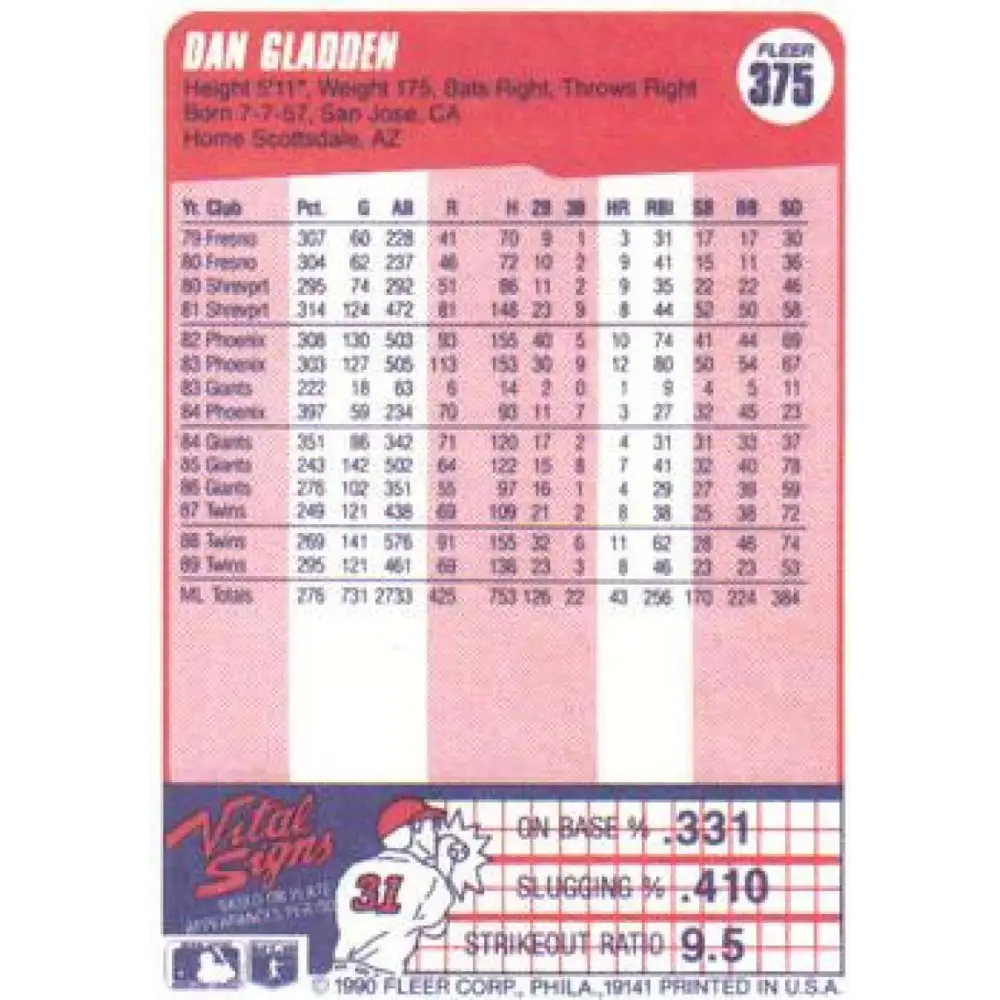 DAN GLADDEN
FLEER
375
Height 5'11", Weight 175, Bats Right, Throws Right
Born 7-7-57, San Jose, CA
Home Scottsdale, AZ
Yr. Club Pct. G AB R H 2B 3B HR RBI SB BB SO
79 Fresno 307 60 228 41 70 9 1 3 31 17 17 30
80 Fresno 304 62 237 46 72 10 2 9 41 15 11 36
80 Shrevprt 295 74 292 51 86 11 2 9 35 22 22 46
81 Shrevprt 314 124 472 81 148 23 9 8 44 52 50 58
82 Phoenix 308 130 503 93 155 40 5 10 74 41 44 69
83 Phoenix 303 127 505 113 153 30 9 12 80 50 54 67
83 Giants 222 18 63 6 14 2 0 1 9 4 5 11
84 Phoenix 397 59 234 70 93 11 7 3 27 32 45 23
84 Giants 351 86 342 71 120 17 2 4 31 31 33 37
85 Giants 243 142 502 64 122 15 8 7 41 32 40 78
86 Giants 276 102 351 55 97 16 1 4 29 27 39 59
87 Twins 249 121 438 69 109 21 2 8 38 25 38 72
88 Twins 269 141 576 91 155 32 6 11 62 28 46 74
89 Twins 295 121 461 69 136 23 3 8 46 23 23 53
ML Totals 276 731 2733 425 753 126 22 43 256 170 224 384
Vital
Signs
BASED ON PLATE
APPEARANCES PER
31
ON BASE % .331
SLUGGING % .410
STRIKEOUT RATIO 9.5
© 1990 FLEER CORP., PHILA.,19141 PRINTED IN U.S.A.